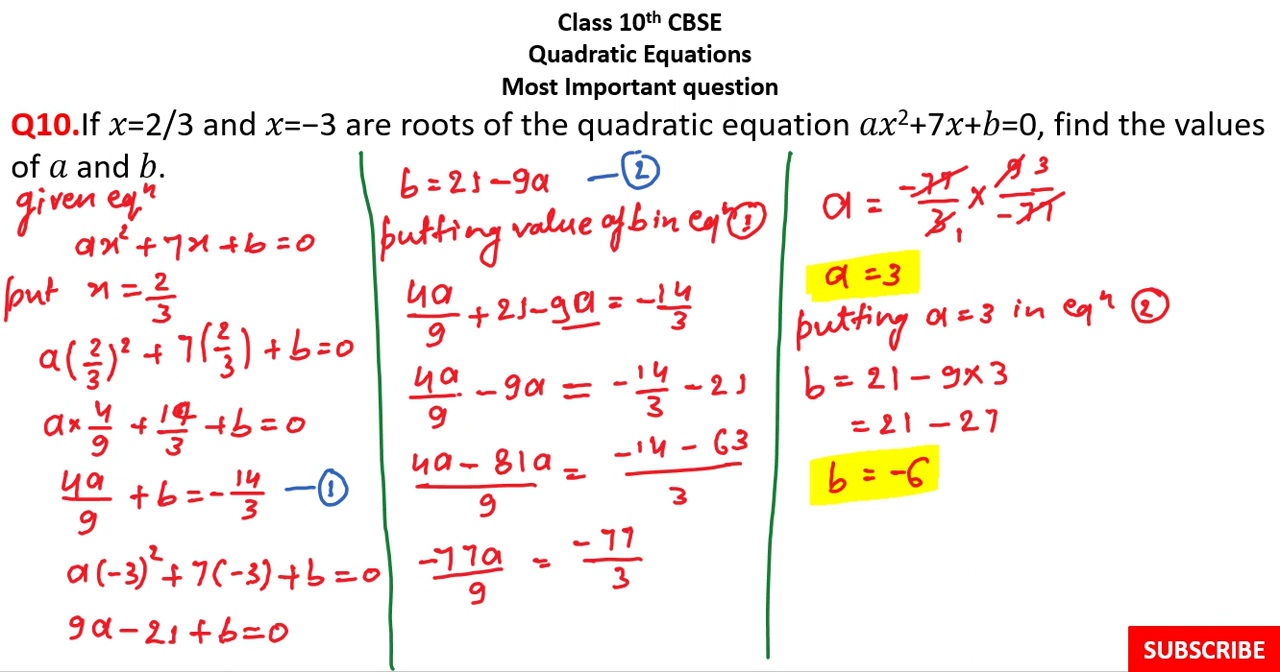 Class 10th CBSE
Quadratic Equations
Most Important question
Q10.If x=2/3 and x=−3 are roots of the quadratic equation ax²+7x+b=0, find the values
of a and b.
given eqⁿ
ax² + 7x + b = 0
put x = 2/3
a(2/3)² + 7(2/3) + b = 0
a × 4/9 + 14/3 + b = 0
4a/9 + b = -14/3 — ①
a(-3)² + 7(-3) + b = 0
9a - 21 + b = 0
b = 21 - 9a — ②
putting value of b in eqⁿ ①
4a/9 + 21 - 9a = -14/3
4a/9 - 9a = -14/3 - 21
4a - 81a/9 = -14 - 63/3
-77a/9 = -77/3
a = -77/3 1 × 9 3/-77
a = 3
putting a = 3 in eqⁿ ②
b = 21 - 9×3
= 21 - 27
b = -6
SUBSCRIBE